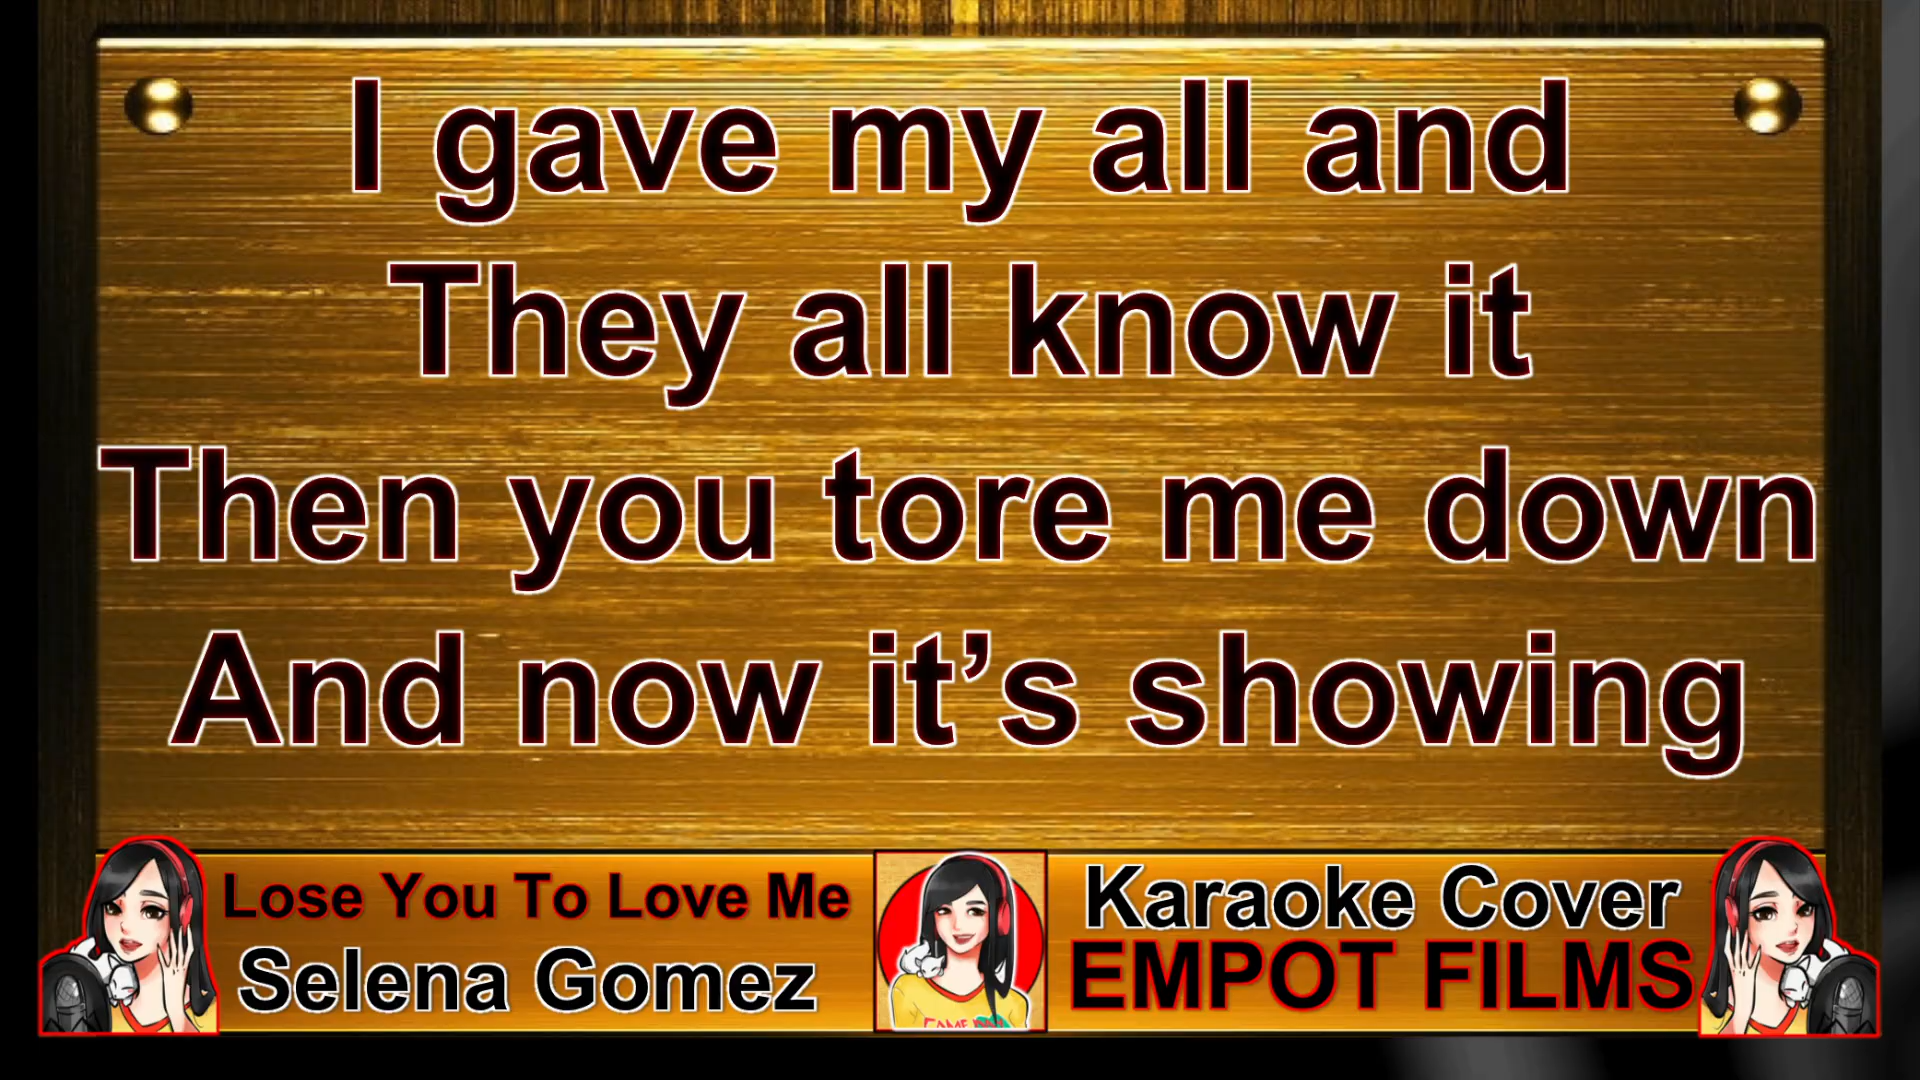 I gave my all and
They all know it
Then you tore me down
And now it’s showing
Lose You To Love Me
Selena Gomez
Karaoke Cover
EMPOT FILMS